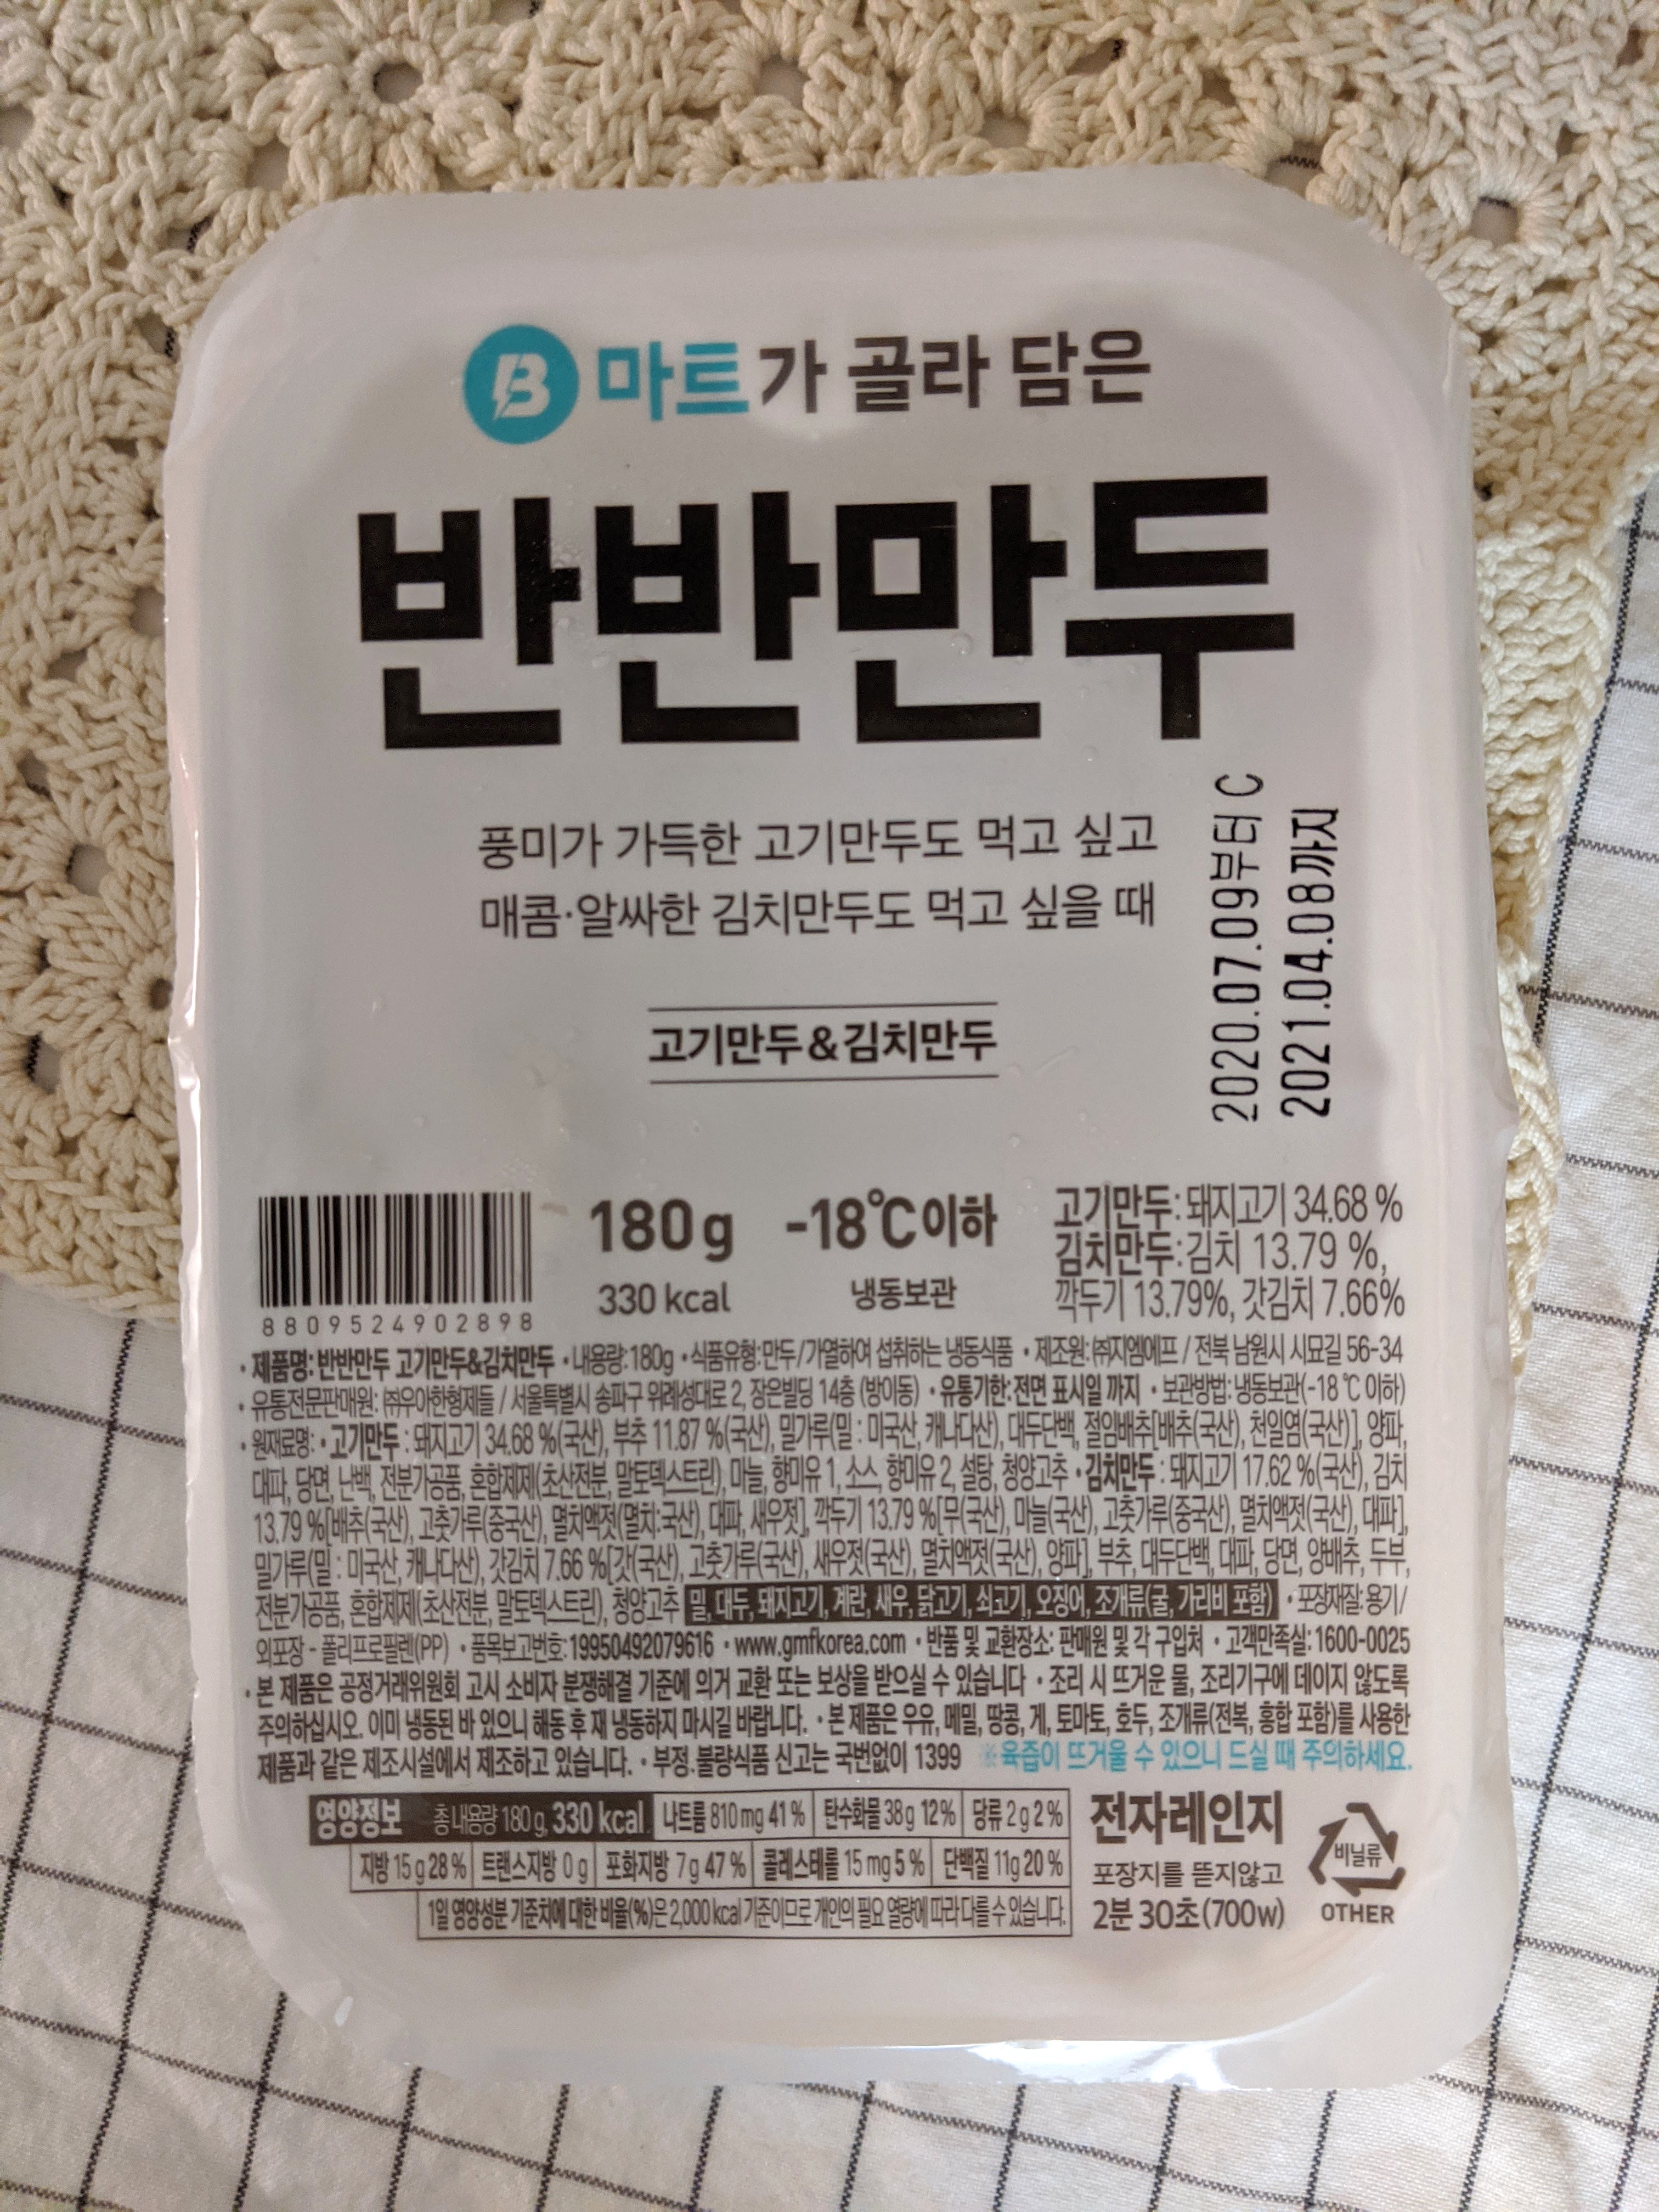 B 마트가 골라 담은
반반만두
풍미가 가득한 고기만두도 먹고 싶고
매콤·알싸한 김치만두도 먹고 싶을 때
2020.07.09부터 C
2021.04.08까지
고기만두&김치만두
8809524902898
180g
330 kcal
-18℃이하
냉동보관
고기만두: 돼지고기 34.68 %
김치만두:김치 13.79 %,
깍두기 13.79%, 갓김치 7.66%
• 제품명: 반반만두 고기만두&김치만두 • 내용량: 180g • 식품유형: 만두/가열하여 섭취하는 냉동식품 • 제조원: ㈜지엠에프 / 전북 남원시 시묘길 56-34
• 유통전문판매원: ㈜우아한형제들 / 서울특별시 송파구 위례성대로 2, 장은빌딩 14층 (방이동) • 유통기한: 전면 표시일 까지 • 보관방법: 냉동보관(-18 ℃ 이하)
• 원재료명: • 고기만두 : 돼지고기 34.68 %(국산), 부추 11.87 %(국산), 밀가루(밀 : 미국산, 캐나다산), 대두단백, 절임배추[배추(국산), 천일염(국산)], 양파,
대파, 당면, 난백, 전분가공품, 혼합제제(초산전분, 말토덱스트린), 마늘, 향미유 1, 소스, 향미유 2, 설탕, 청양고추 • 김치만두 : 돼지고기 17.62 %(국산), 김치
13.79 %[배추(국산), 고춧가루(중국산), 멸치액젓(멸치:국산), 대파, 새우젓], 깍두기 13.79 %[무(국산), 마늘(국산), 고춧가루(중국산), 멸치액젓(국산), 대파],
밀가루(밀 : 미국산, 캐나다산), 갓김치 7.66 %[갓(국산), 고춧가루(국산), 새우젓(국산), 멸치액젓(국산), 양파], 부추, 대두단백, 대파, 당면, 양배추, 두부,
전분가공품, 혼합제제(초산전분, 말토덱스트린), 청양고추 밀, 대두, 돼지고기, 계란, 새우, 닭고기, 쇠고기, 오징어, 조개류(굴, 가리비 포함) • 포장재질: 용기/
외포장 - 폴리프로필렌(PP) • 품목보고번호: 19950492079616 • www.gmfkorea.com • 반품 및 교환장소: 판매원 및 각 구입처 • 고객만족실: 1600-0025
• 본 제품은 공정거래위원회 고시 소비자 분쟁해결 기준에 의거 교환 또는 보상을 받으실 수 있습니다 • 조리 시 뜨거운 물, 조리기구에 데이지 않도록
주의하십시오. 이미 냉동된 바 있으니 해동 후 재 냉동하지 마시길 바랍니다. • 본 제품은 우유, 메밀, 땅콩, 게, 토마토, 호두, 조개류(전복, 홍합 포함)를 사용한
제품과 같은 제조시설에서 제조하고 있습니다. • 부정.불량식품 신고는 국번없이 1399 ※육즙이 뜨거울 수 있으니 드실 때 주의하세요.
영양정보 총 내용량 180 g, 330 kcal 나트륨 810 mg 41 % 탄수화물 38 g 12% 당류 2 g 2 %
지방 15 g 28 % 트랜스지방 0 g 포화지방 7 g 47 % 콜레스테롤 15 mg 5 % 단백질 11g 20 %
1일 영양성분 기준치에 대한 비율(%)은 2,000 kcal 기준이므로 개인의 필요 열량에 따라 다를 수 있습니다.
전자레인지
포장지를 뜯지않고
2분 30초(700w)
비닐류
OTHER